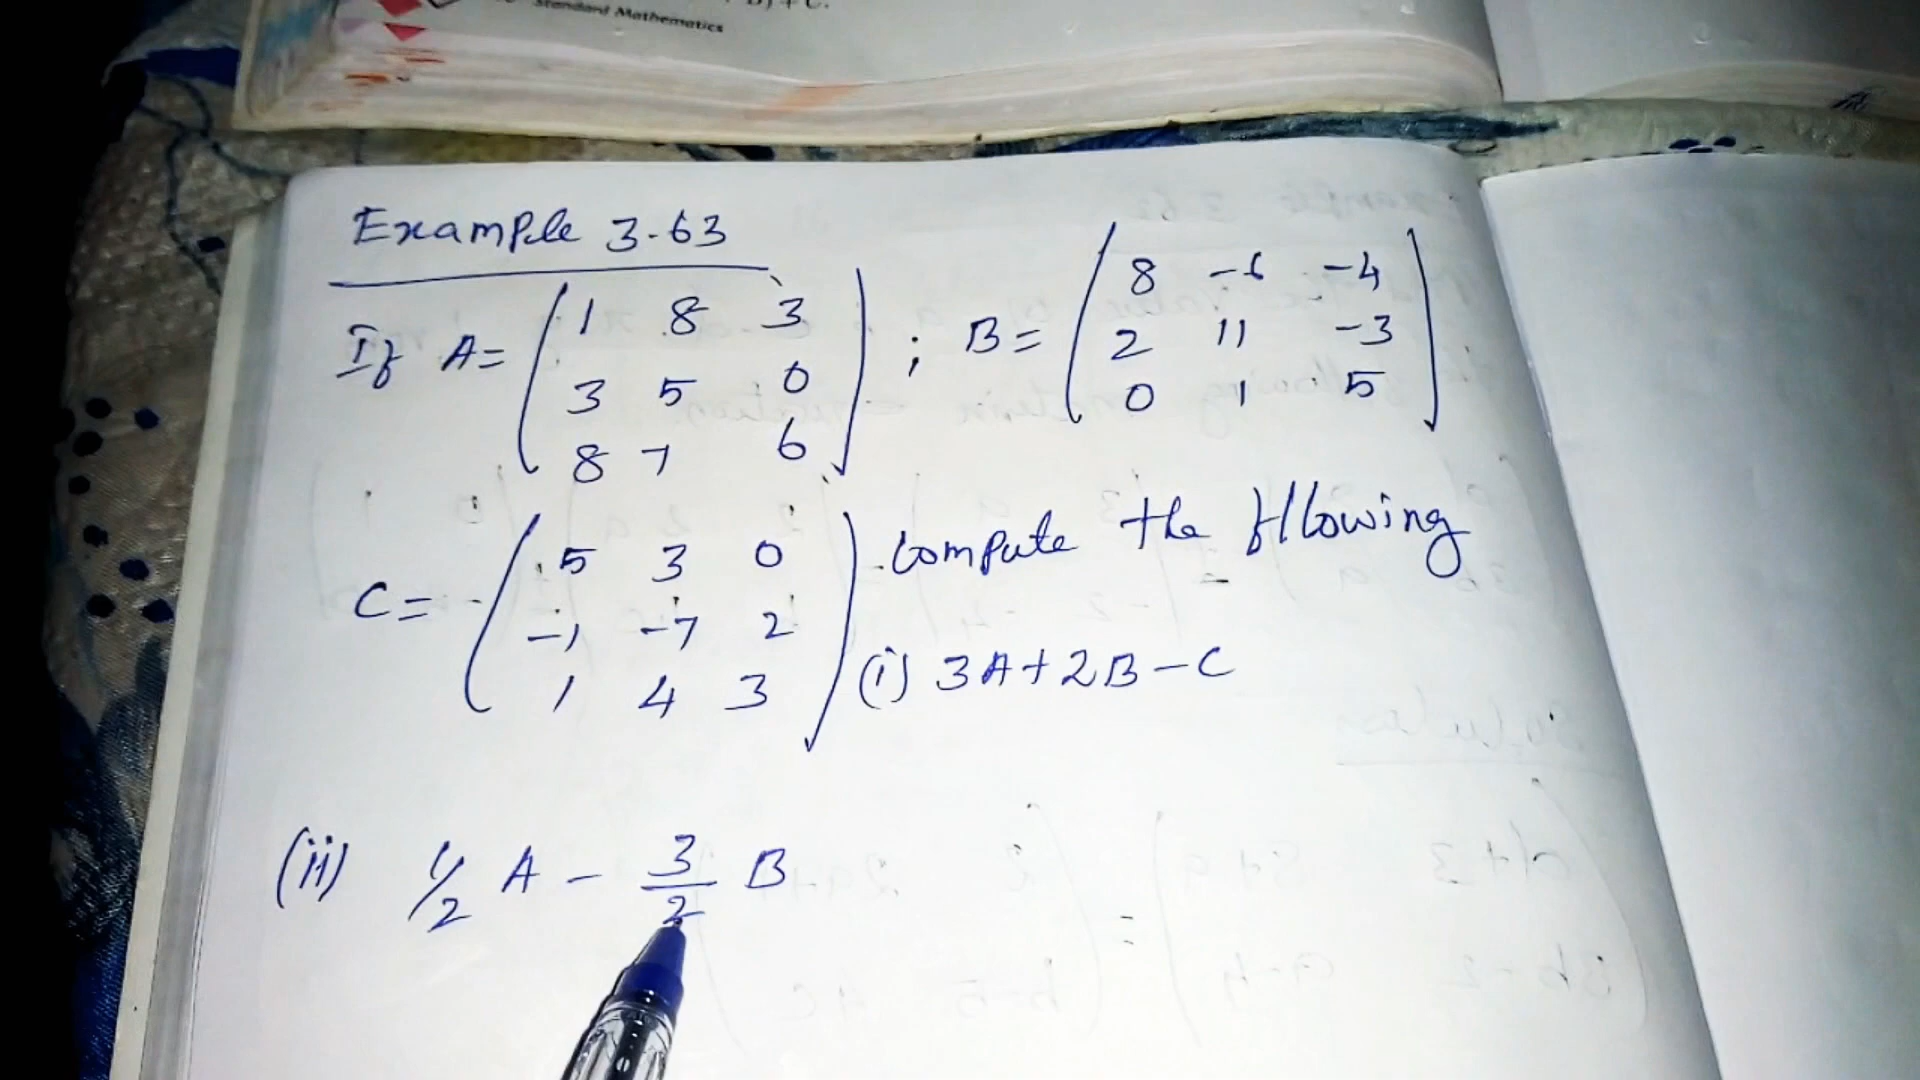 Standard Mathematics
Example 3.63
If A = ( 1 8 3 ; 3 5 0 ; 8 7 6 ) ; B = ( 8 -6 -4 ; 2 11 -3 ; 0 1 5 )
C = ( 5 3 0 ; -1 -7 2 ; 1 4 3 ) compute the fllowing
(i) 3A+2B-C
(ii) 1/2 A - 3/2 B